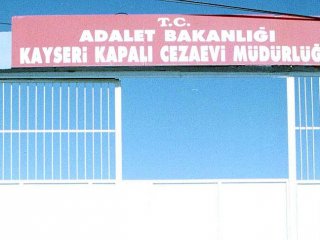 T.C.
ADALET BAKANLIĞI
KAYSERİ KAPALI CEZAEVİ MÜDÜRLÜĞ